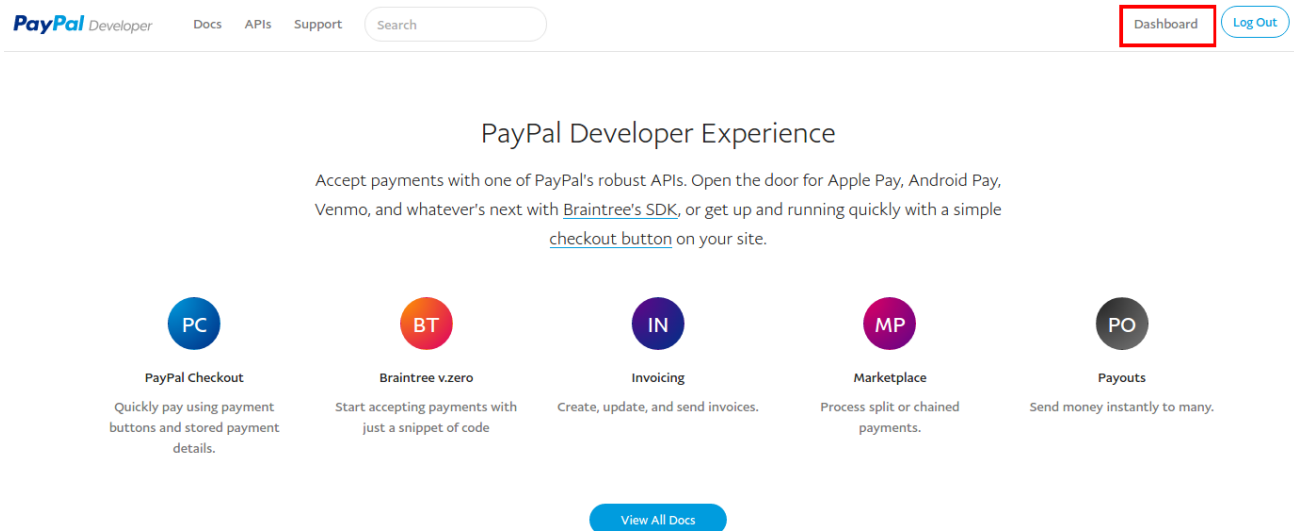 PayPal Developer Docs APIs Support Search Dashboard Log Out
PayPal Developer Experience
Accept payments with one of PayPal's robust APIs. Open the door for Apple Pay, Android Pay,
Venmo, and whatever's next with Braintree's SDK, or get up and running quickly with a simple
checkout button on your site.
PC BT IN MP PO
PayPal Checkout
Quickly pay using payment
buttons and stored payment
details.
Braintree v.zero
Start accepting payments with
just a snippet of code
Invoicing
Create, update, and send invoices.
Marketplace
Process split or chained
payments.
Payouts
Send money instantly to many.
View All Docs